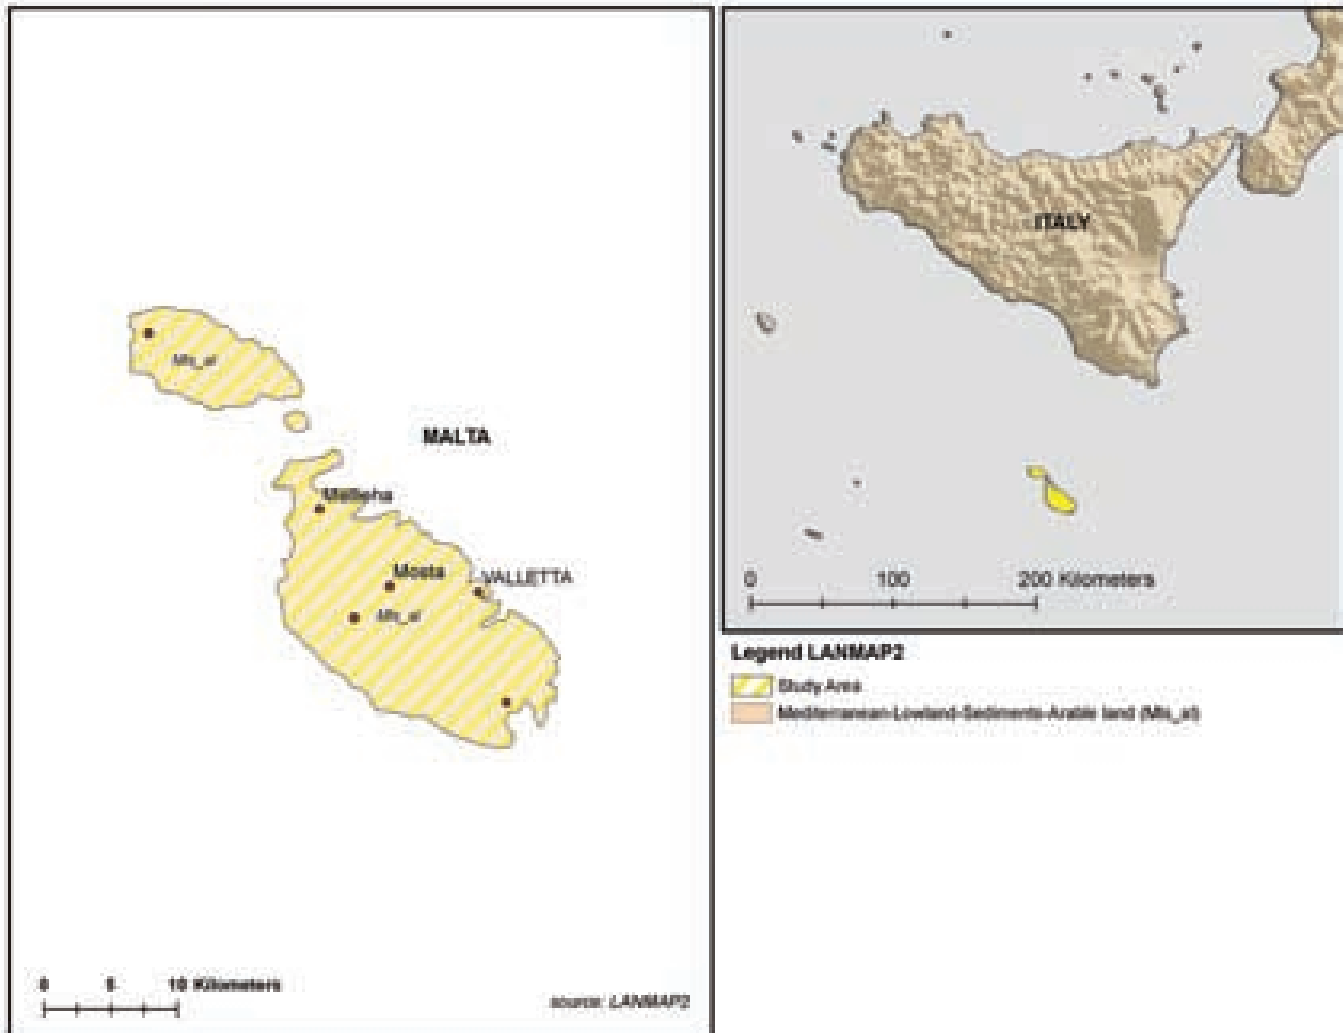 Mls_al
MALTA
Mellieha
Mosta
VALLETTA
Mls_al
0 5 10 Kilometers
source: LANMAP2
ITALY
0 100 200 Kilometers
Legend LANMAP2
Study Area
Mediterranean-Lowland-Sediments-Arable land (Mls_al)